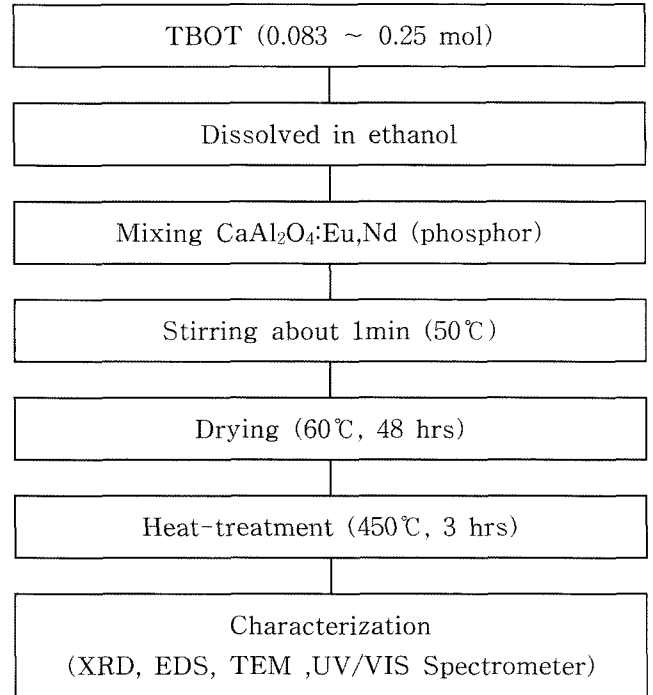 TBOT (0.083 ~ 0.25 mol)
Dissolved in ethanol
Mixing CaAl₂O₄:Eu,Nd (phosphor)
Stirring about 1min (50℃)
Drying (60℃, 48 hrs)
Heat-treatment (450℃, 3 hrs)
Characterization
(XRD, EDS, TEM ,UV/VIS Spectrometer)